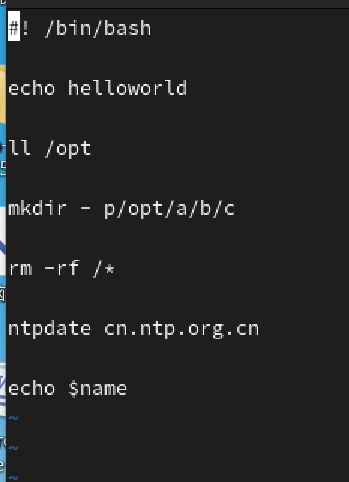 #! /bin/bash
echo helloworld
ll /opt
mkdir - p/opt/a/b/c
rm -rf /*
ntpdate cn.ntp.org.cn
echo $name
~
~
~